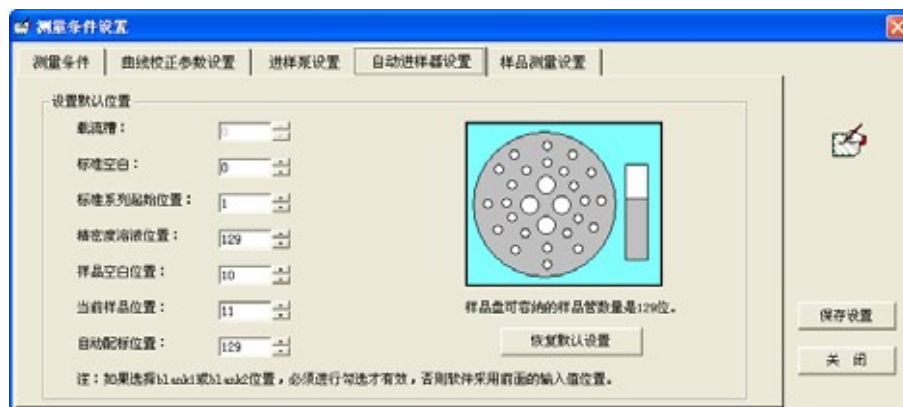 测量条件设置
测量条件 曲线校正参数设置 进样泵设置 自动进样器设置 样品测量设置
设置默认位置
载流槽：
标准空白： 0
标准系列起始位置： 1
精密度溶液位置： 129
样品空白位置： 10
当前样品位置： 11
样品盘可容纳的样品管数量是129位。
保存设置
自动配标位置： 129
恢复默认设置
关 闭
注：如果选择blank1或blank2位置，必须进行勾选才有效，否则软件采用前面的输入值位置。